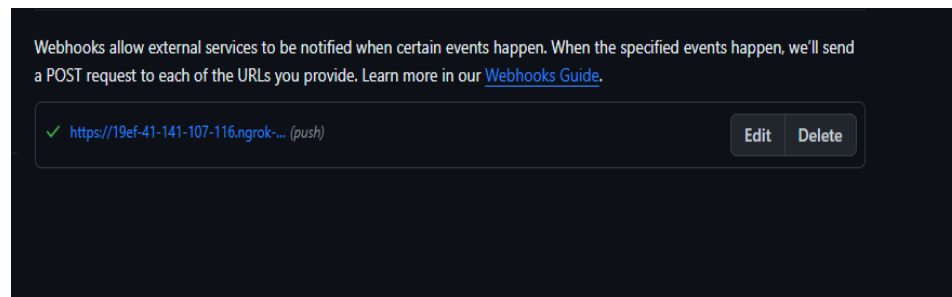 Webhooks allow external services to be notified when certain events happen. When the specified events happen, we'll send
a POST request to each of the URLs you provide. Learn more in our Webhooks Guide.
✓ https://19ef-41-141-107-116.ngrok-... (push) Edit Delete